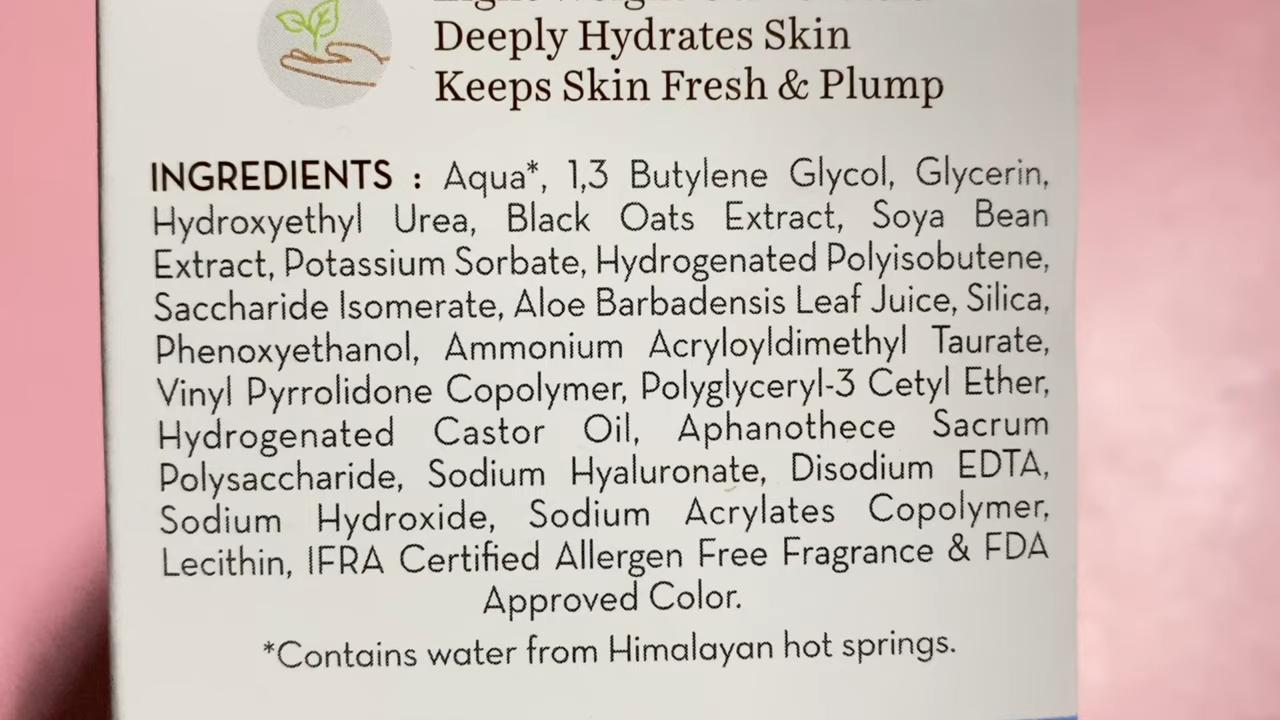 Deeply Hydrates Skin
Keeps Skin Fresh & Plump
INGREDIENTS : Aqua*, 1,3 Butylene Glycol, Glycerin,
Hydroxyethyl Urea, Black Oats Extract, Soya Bean
Extract, Potassium Sorbate, Hydrogenated Polyisobutene,
Saccharide Isomerate, Aloe Barbadensis Leaf Juice, Silica,
Phenoxyethanol, Ammonium Acryloyldimethyl Taurate,
Vinyl Pyrrolidone Copolymer, Polyglyceryl-3 Cetyl Ether,
Hydrogenated Castor Oil, Aphanothece Sacrum
Polysaccharide, Sodium Hyaluronate, Disodium EDTA,
Sodium Hydroxide, Sodium Acrylates Copolymer,
Lecithin, IFRA Certified Allergen Free Fragrance & FDA
Approved Color.
*Contains water from Himalayan hot springs.